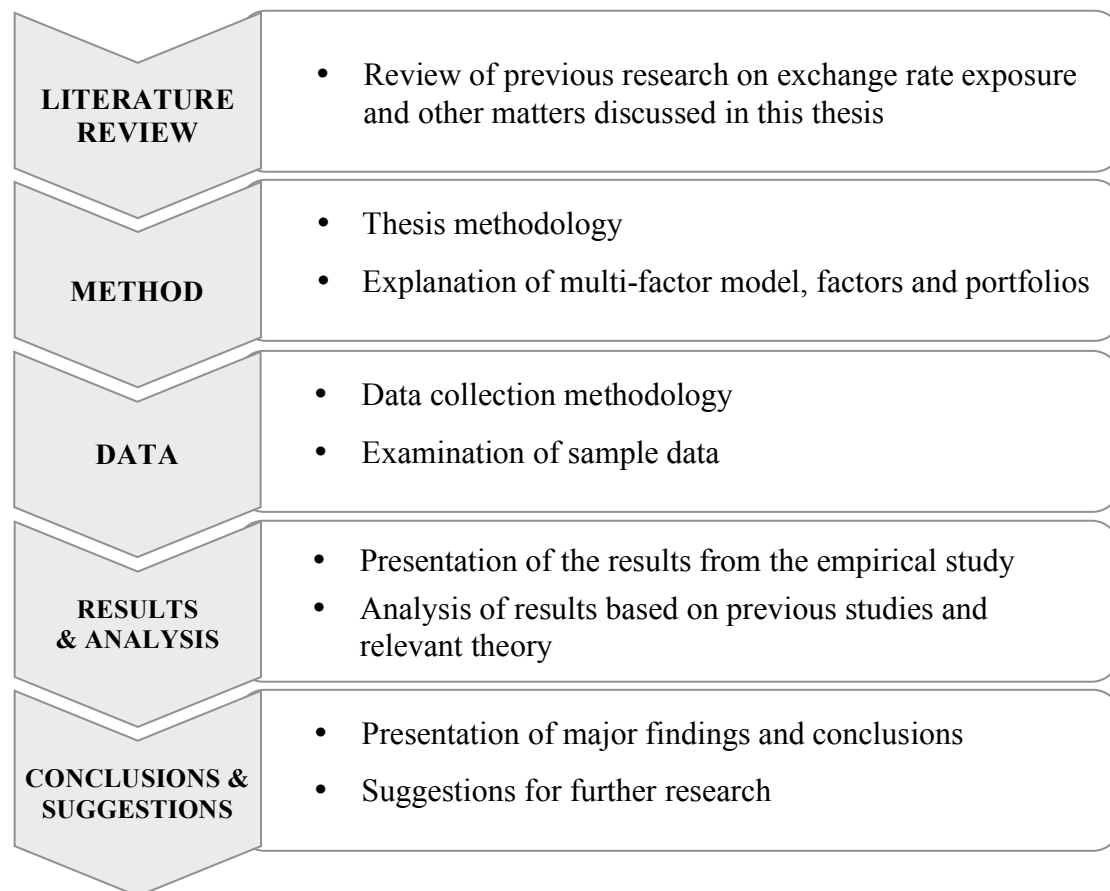 LITERATURE
REVIEW
• Review of previous research on exchange rate exposure
and other matters discussed in this thesis
METHOD
• Thesis methodology
• Explanation of multi-factor model, factors and portfolios
DATA
• Data collection methodology
• Examination of sample data
RESULTS
& ANALYSIS
• Presentation of the results from the empirical study
• Analysis of results based on previous studies and
relevant theory
CONCLUSIONS &
SUGGESTIONS
• Presentation of major findings and conclusions
• Suggestions for further research